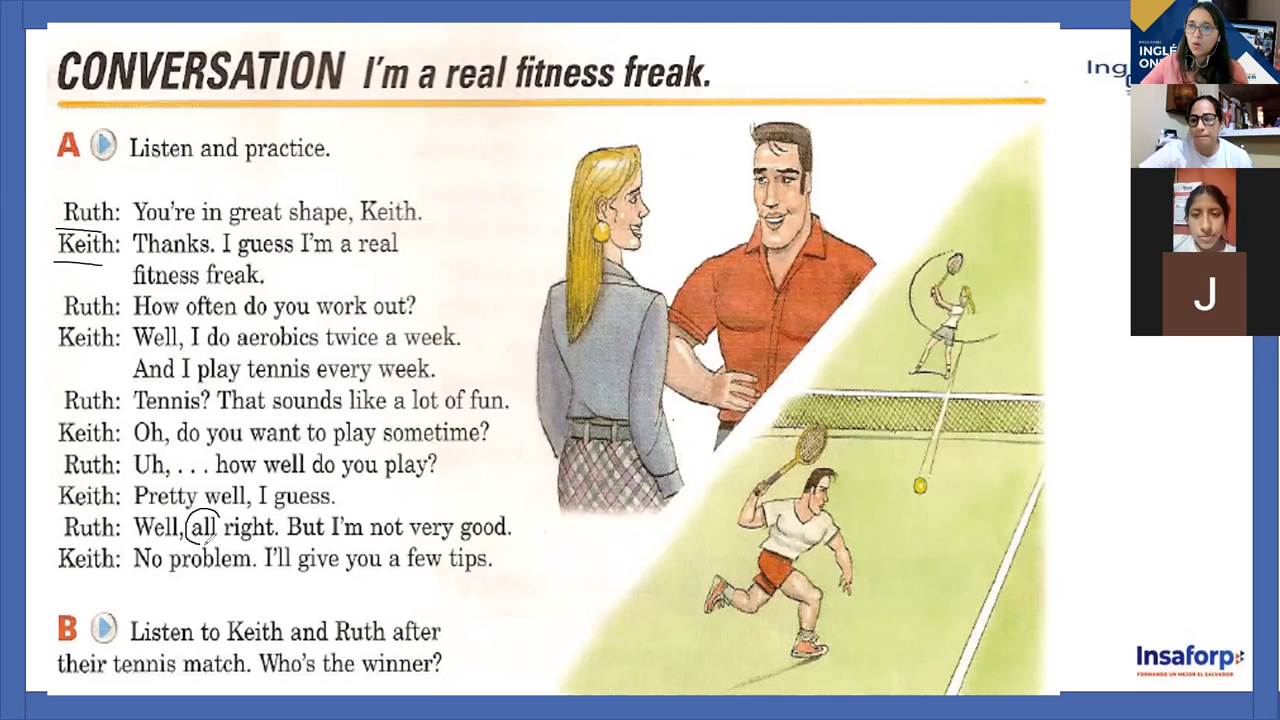 CONVERSATION I'm a real fitness freak.
A Listen and practice.
Ruth: You're in great shape, Keith.
Keith: Thanks. I guess I'm a real
fitness freak.
Ruth: How often do you work out?
Keith: Well, I do aerobics twice a week.
And I play tennis every week.
Ruth: Tennis? That sounds like a lot of fun.
Keith: Oh, do you want to play sometime?
Ruth: Uh, . . . how well do you play?
Keith: Pretty well, I guess.
Ruth: Well, all right. But I'm not very good.
Keith: No problem. I'll give you a few tips.
B Listen to Keith and Ruth after
their tennis match. Who's the winner?
INGLÉ
ON
Ing
J
Insaforp
FORMANDO UN MEJOR EL SALVADOR